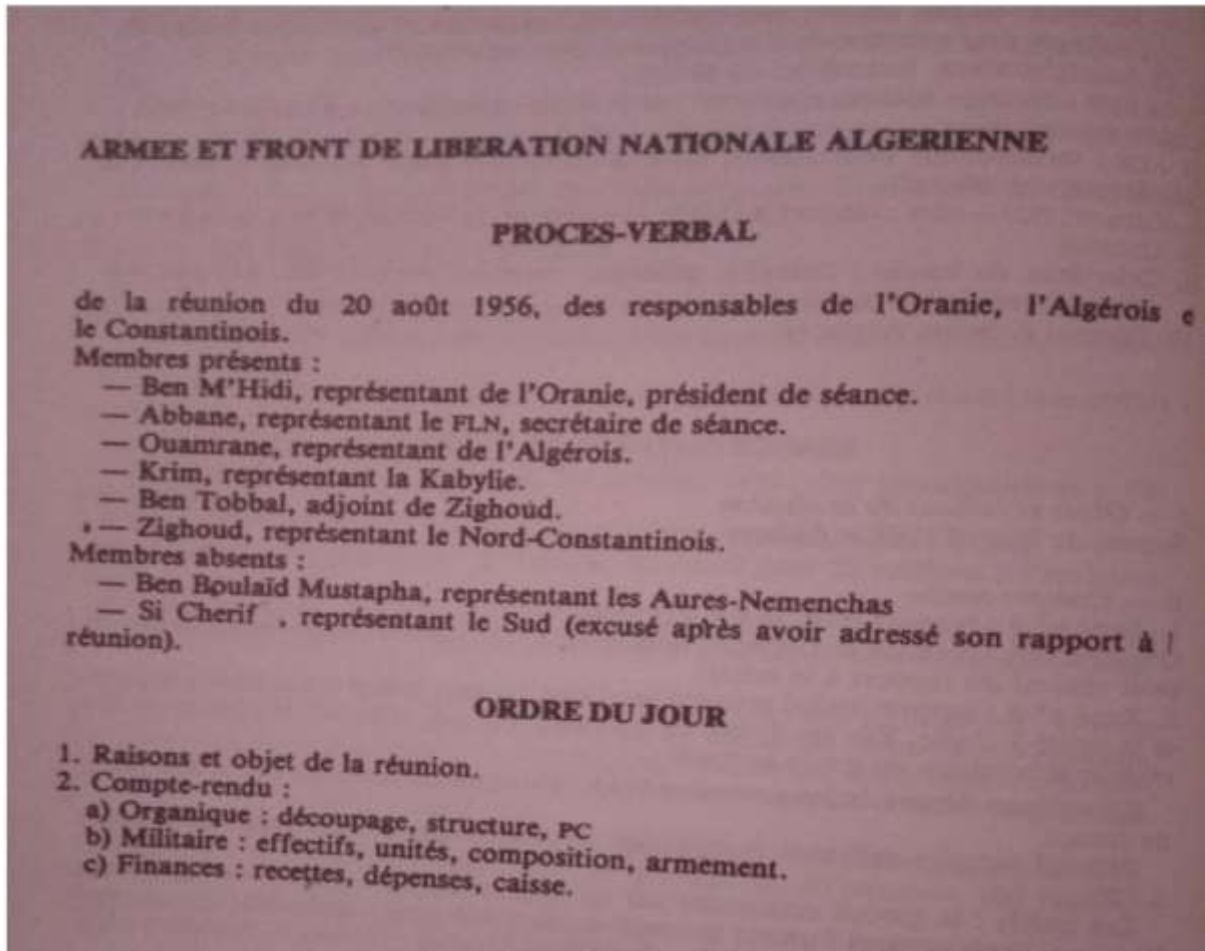 ARMEE ET FRONT DE LIBERATION NATIONALE ALGERIENNE
PROCES-VERBAL
de la réunion du 20 août 1956, des responsables de l'Oranie, l'Algérois e
le Constantinois.
Membres présents :
— Ben M'Hidi, représentant de l'Oranie, président de séance.
— Abbane, représentant le FLN, secrétaire de séance.
— Ouamrane, représentant de l'Algérois.
— Krim, représentant la Kabylie.
— Ben Tobbal, adjoint de Zighoud.
— Zighoud, représentant le Nord-Constantinois.
Membres absents :
— Ben Boulaïd Mustapha, représentant les Aures-Nemenchas
— Si Cherif , représentant le Sud (excusé après avoir adressé son rapport à l
réunion).
ORDRE DU JOUR
1. Raisons et objet de la réunion.
2. Compte-rendu :
a) Organique : découpage, structure, PC
b) Militaire : effectifs, unités, composition, armement.
c) Finances : recettes, dépenses, caisse.